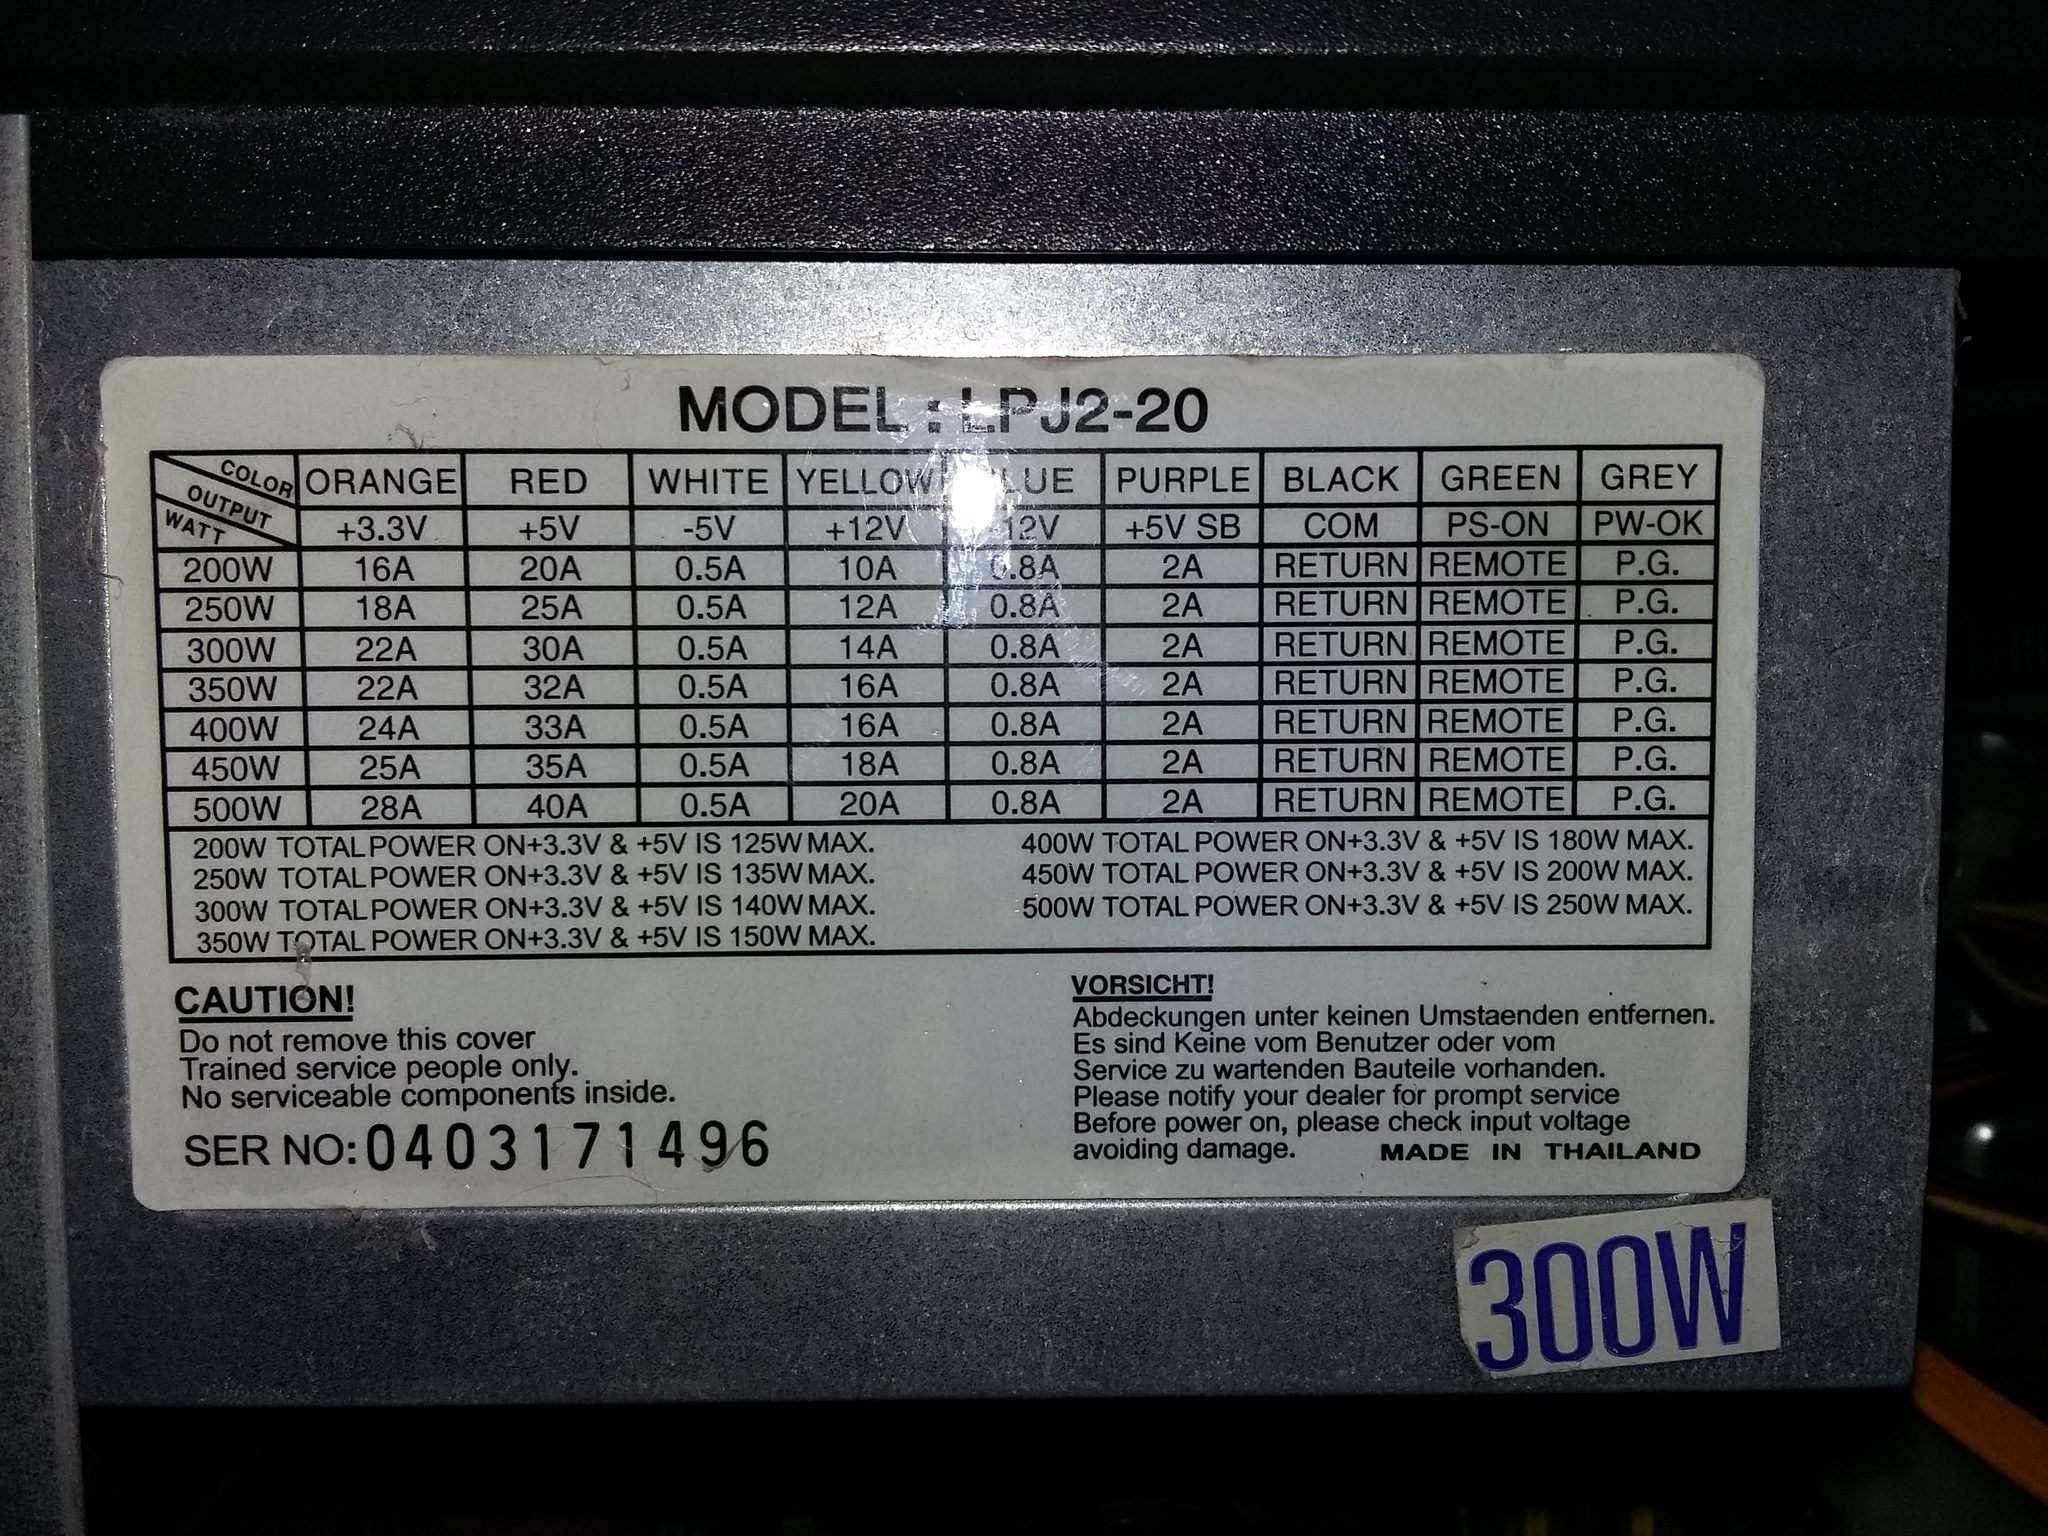 MODEL : LPJ2-20
COLOR OUTPUT WATT ORANGE RED WHITE YELLOW BLUE PURPLE BLACK GREEN GREY
+3.3V +5V -5V +12V -12V +5V SB COM PS-ON PW-OK
200W 16A 20A 0.5A 10A 0.8A 2A RETURN REMOTE P.G.
250W 18A 25A 0.5A 12A 0.8A 2A RETURN REMOTE P.G.
300W 22A 30A 0.5A 14A 0.8A 2A RETURN REMOTE P.G.
350W 22A 32A 0.5A 16A 0.8A 2A RETURN REMOTE P.G.
400W 24A 33A 0.5A 16A 0.8A 2A RETURN REMOTE P.G.
450W 25A 35A 0.5A 18A 0.8A 2A RETURN REMOTE P.G.
500W 28A 40A 0.5A 20A 0.8A 2A RETURN REMOTE P.G.
200W TOTAL POWER ON+3.3V & +5V IS 125W MAX.
250W TOTAL POWER ON+3.3V & +5V IS 135W MAX.
300W TOTAL POWER ON+3.3V & +5V IS 140W MAX.
350W TOTAL POWER ON+3.3V & +5V IS 150W MAX.
400W TOTAL POWER ON+3.3V & +5V IS 180W MAX.
450W TOTAL POWER ON+3.3V & +5V IS 200W MAX.
500W TOTAL POWER ON+3.3V & +5V IS 250W MAX.
CAUTION!
Do not remove this cover
Trained service people only.
No serviceable components inside.
SER NO: 0403171496
VORSICHT!
Abdeckungen unter keinen Umstaenden entfernen.
Es sind Keine vom Benutzer oder vom
Service zu wartenden Bauteile vorhanden.
Please notify your dealer for prompt service
Before power on, please check input voltage
avoiding damage. MADE IN THAILAND
300W